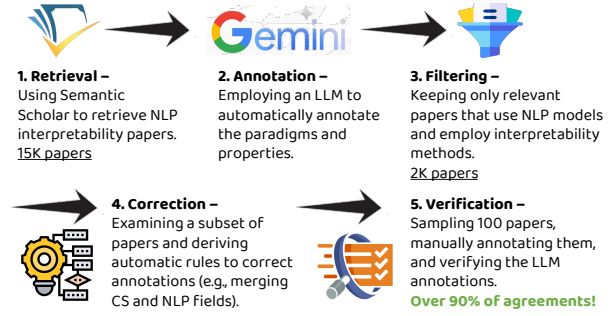 Gemini
1. Retrieval –
Using Semantic
Scholar to retrieve NLP
interpretability papers.
15K papers
2. Annotation –
Employing an LLM to
automatically annotate
the paradigms and
properties.
3. Filtering –
Keeping only relevant
papers that use NLP models
and employ interpretability
methods.
2K papers
4. Correction –
Examining a subset of
papers and deriving
automatic rules to correct
annotations (e.g., merging
CS and NLP fields).
5. Verification –
Sampling 100 papers,
manually annotating them,
and verifying the LLM
annotations.
Over 90% of agreements!